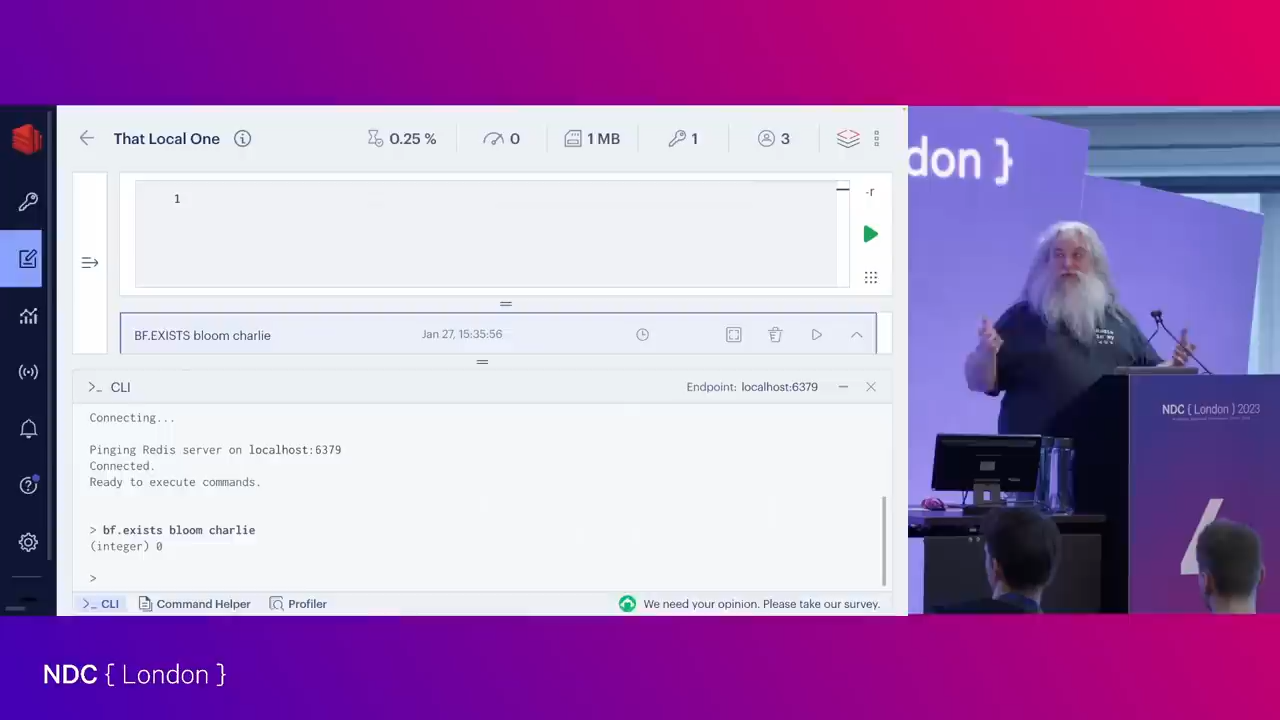 That Local One
0.25 %
0
1 MB
1
3
1
-r
BF.EXISTS bloom charlie
Jan 27, 15:35:56
>_ CLI
Endpoint: localhost:6379
Connecting...
Pinging Redis server on localhost:6379
Connected.
Ready to execute commands.
> bf.exists bloom charlie
(integer) 0
>
>_ CLI
Command Helper
Profiler
We need your opinion. Please take our survey.
don }
NDC { London } 2023
NDC { London }